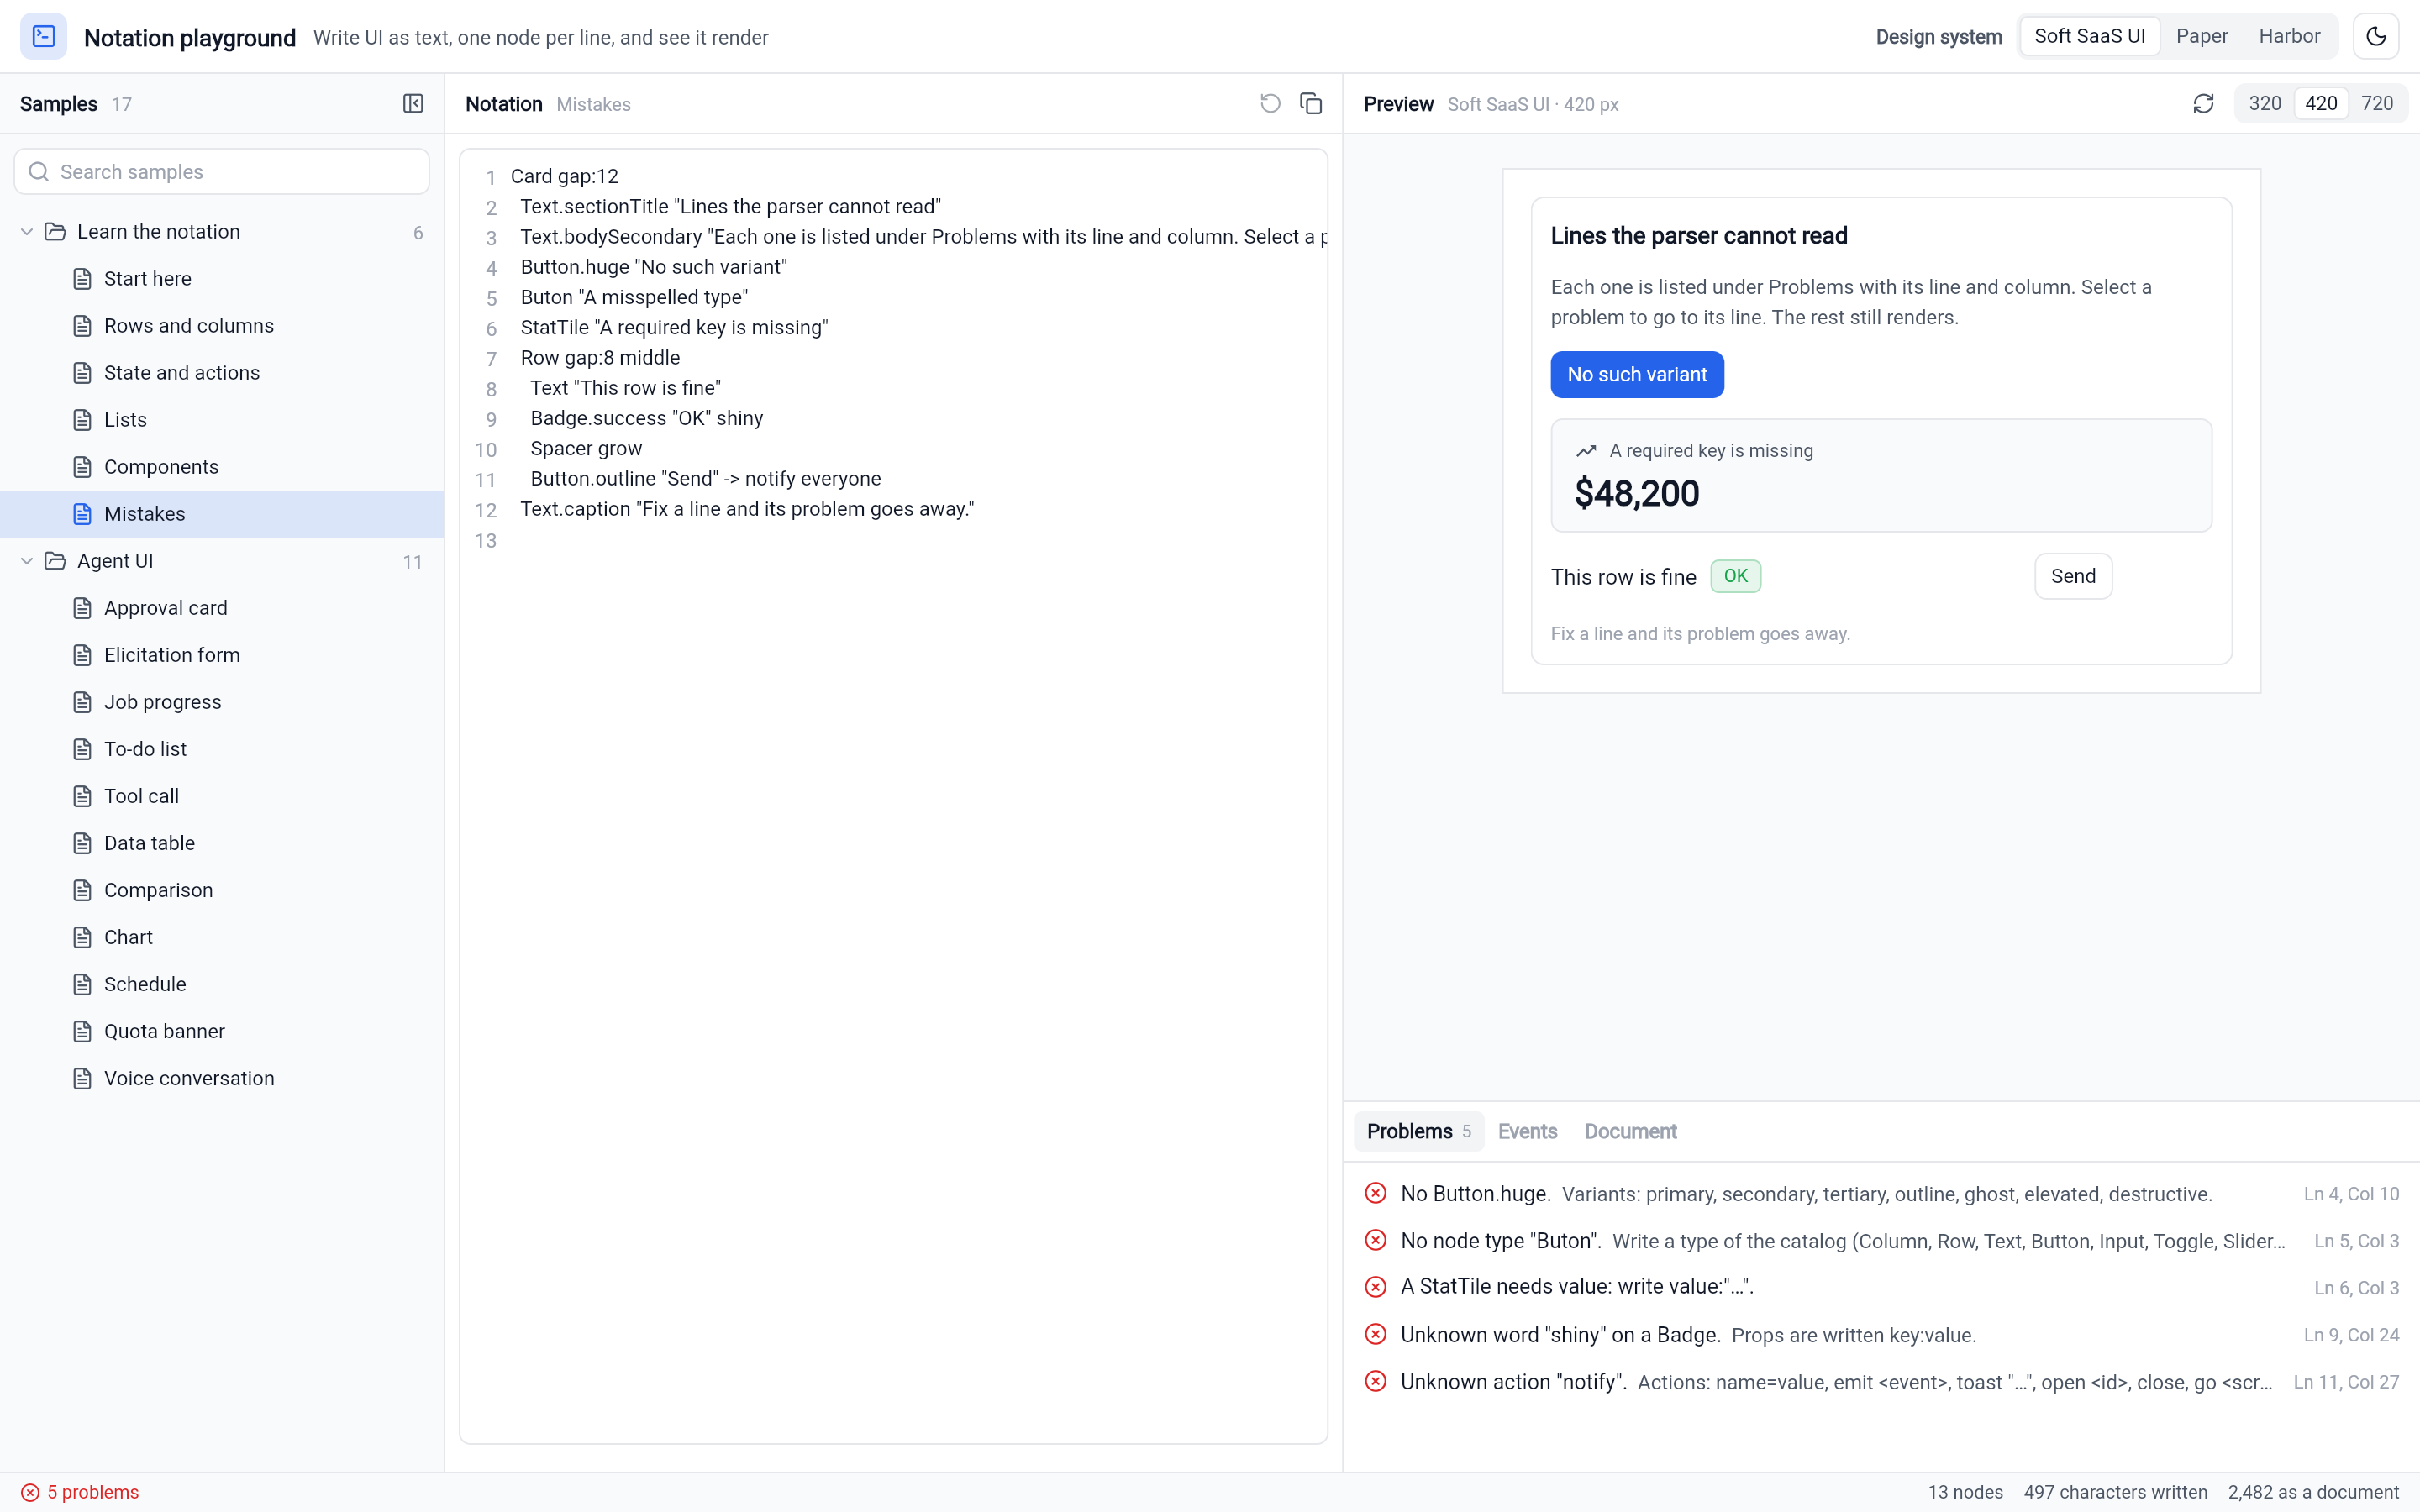 Notation playground Write UI as text, one node per line, and see it render
Design system Soft SaaS UI Paper Harbor
Samples 17
Search samples
Learn the notation 6
Start here
Rows and columns
State and actions
Lists
Components
Mistakes
Agent UI 11
Approval card
Elicitation form
Job progress
To-do list
Tool call
Data table
Comparison
Chart
Schedule
Quota banner
Voice conversation
Notation Mistakes
1 Card gap:12
2 Text.sectionTitle "Lines the parser cannot read"
3 Text.bodySecondary "Each one is listed under Problems with its line and column. Select a p
4 Button.huge "No such variant"
5 Buton "A misspelled type"
6 StatTile "A required key is missing"
7 Row gap:8 middle
8 Text "This row is fine"
9 Badge.success "OK" shiny
10 Spacer grow
11 Button.outline "Send" -> notify everyone
12 Text.caption "Fix a line and its problem goes away."
13
Preview Soft SaaS UI · 420 px
320 420 720
Lines the parser cannot read
Each one is listed under Problems with its line and column. Select a
problem to go to its line. The rest still renders.
No such variant
A required key is missing
$48,200
This row is fine OK Send
Fix a line and its problem goes away.
Problems 5 Events Document
No Button.huge. Variants: primary, secondary, tertiary, outline, ghost, elevated, destructive. Ln 4, Col 10
No node type "Buton". Write a type of the catalog (Column, Row, Text, Button, Input, Toggle, Slider... Ln 5, Col 3
A StatTile needs value: write value:"…". Ln 6, Col 3
Unknown word "shiny" on a Badge. Props are written key:value. Ln 9, Col 24
Unknown action "notify". Actions: name=value, emit <event>, toast "…", open <id>, close, go <scr... Ln 11, Col 27
5 problems
13 nodes 497 characters written 2,482 as a document